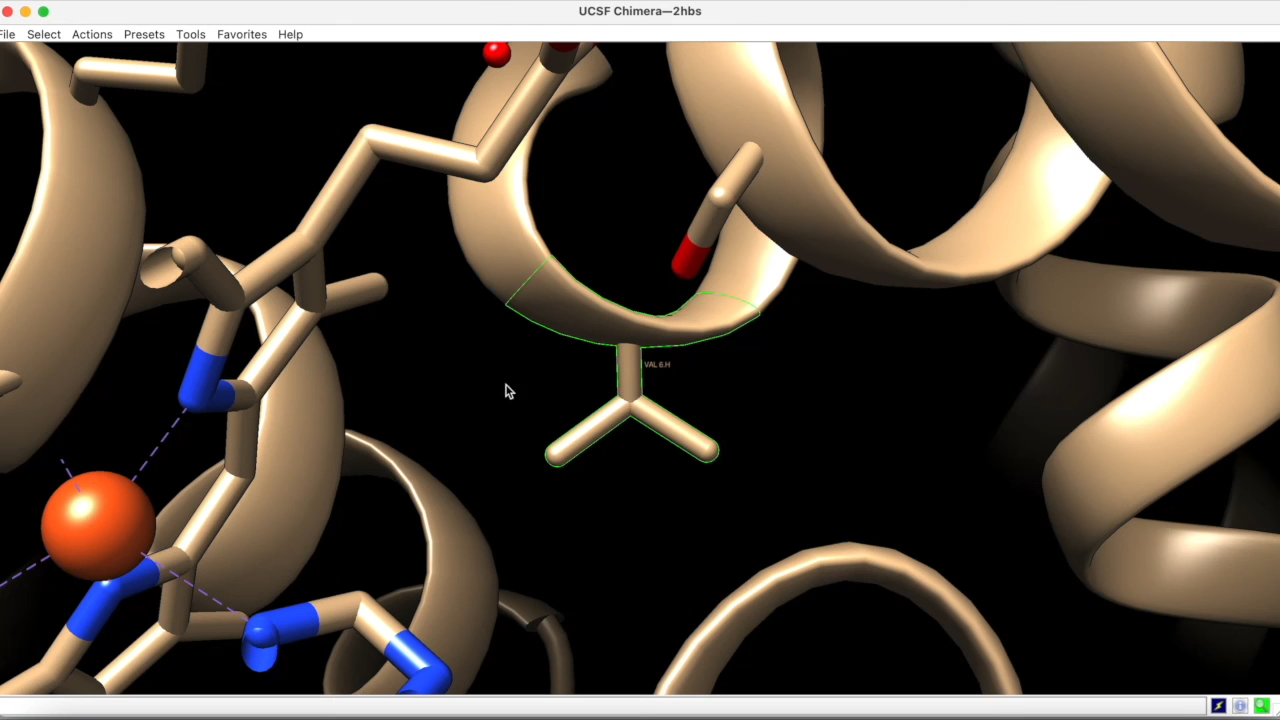 UCSF Chimera—2hbs
File Select Actions Presets Tools Favorites Help
VAL 6.H